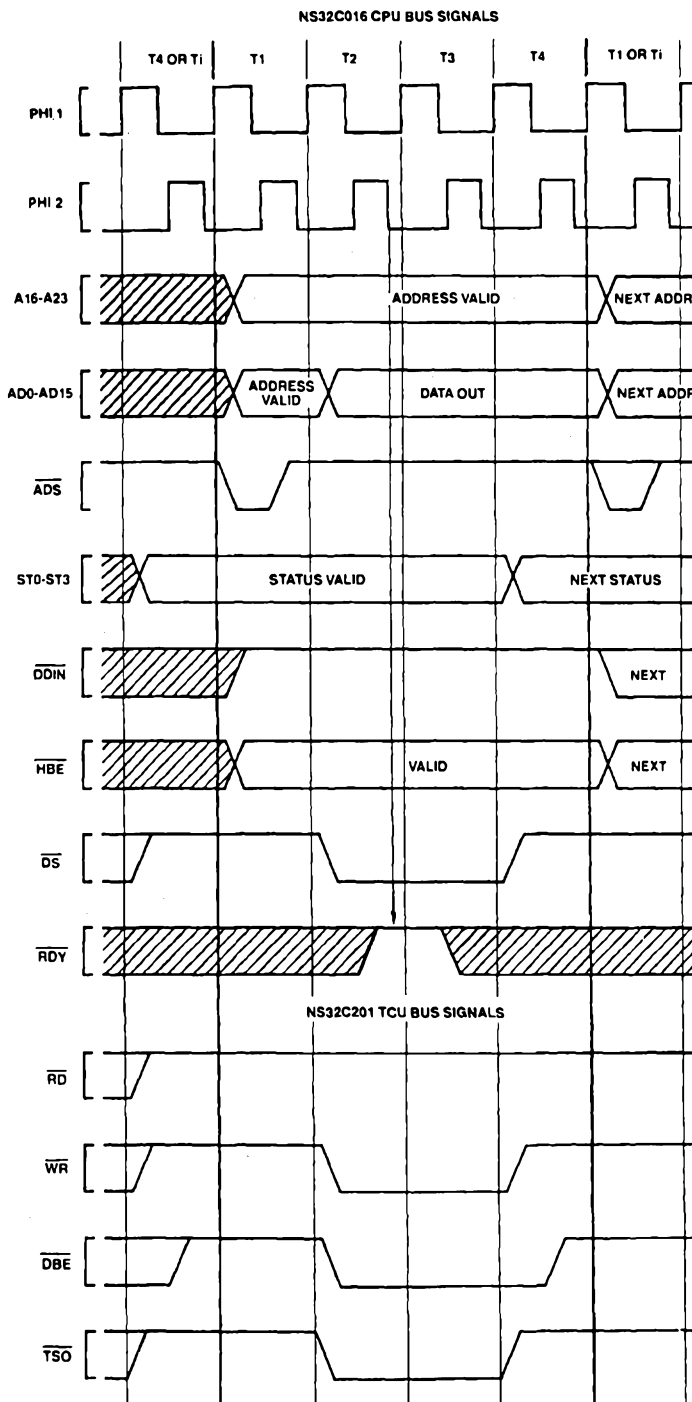 NS32C016 CPU BUS SIGNALS
T4 OR Ti T1 T2 T3 T4 T1 OR Ti
PHI 1
PHI 2
A16-A23 ADDRESS VALID NEXT ADDR
AD0-AD15 ADDRESS VALID DATA OUT NEXT ADDR
ADS
ST0-ST3 STATUS VALID NEXT STATUS
DDIN NEXT
HBE VALID NEXT
DS
RDY
NS32C201 TCU BUS SIGNALS
RD
WR
DBE
TSO